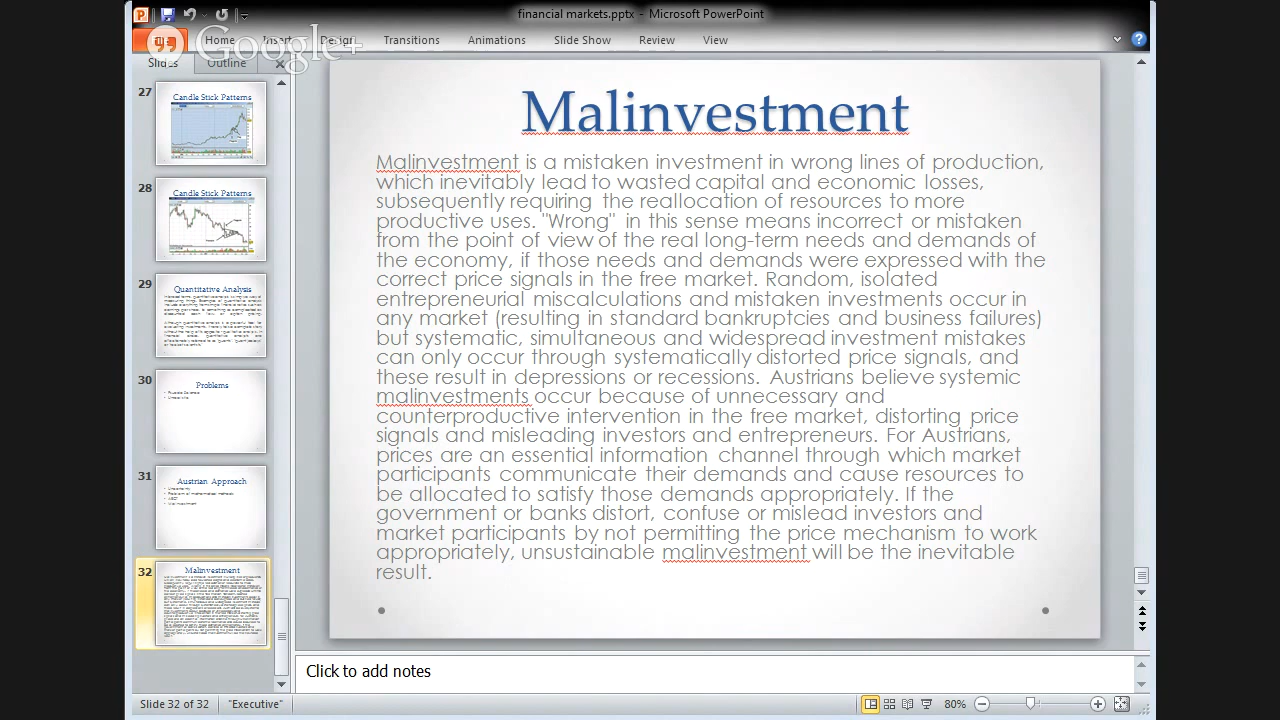 financial markets.pptx - Microsoft PowerPoint
File Home Insert Design Transitions Animations Slide Show Review View
Google+
Slides Outline
27
Candle Stick Patterns
28
Candle Stick Patterns
29
Quantitative Analysis
30
Problems
31
Austrian Approach
32
Malinvestment
Malinvestment
Malinvestment is a mistaken investment in wrong lines of production,
which inevitably lead to wasted capital and economic losses,
subsequently requiring the reallocation of resources to more
productive uses. "Wrong" in this sense means incorrect or mistaken
from the point of view of the real long-term needs and demands of
the economy, if those needs and demands were expressed with the
correct price signals in the free market. Random, isolated
entrepreneurial miscalculations and mistaken investments occur in
any market (resulting in standard bankruptcies and business failures)
but systematic, simultaneous and widespread investment mistakes
can only occur through systematically distorted price signals, and
these result in depressions or recessions. Austrians believe systemic
malinvestments occur because of unnecessary and
counterproductive intervention in the free market, distorting price
signals and misleading investors and entrepreneurs. For Austrians,
prices are an essential information channel through which market
participants communicate their demands and cause resources to
be allocated to satisfy those demands appropriately. If the
government or banks distort, confuse or mislead investors and
market participants by not permitting the price mechanism to work
appropriately, unsustainable malinvestment will be the inevitable
result.
Click to add notes
Slide 32 of 32 "Executive" 80%